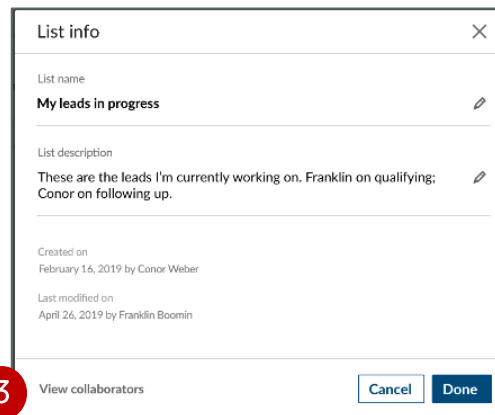 List info
List name
My leads in progress
List description
These are the leads I'm currently working on. Franklin on qualifying;
Conor on following up.
Created on
February 16, 2019 by Conor Weber
Last modified on
April 26, 2019 by Franklin Boomin
3 View collaborators Cancel Done